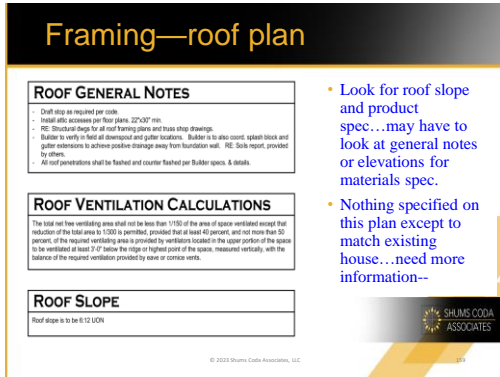 Framing—roof plan
ROOF GENERAL NOTES
- Draft stop as required per code.
- Install attic accesses per floor plans, 22"x30" min.
- RE: Structural dwgs for all roof framing plans and truss shop drawings.
- Builder to verify in field all downspout and gutter locations. Builder is to also coord. splash block and
gutter extensions to achieve positive drainage away from foundation wall. RE: Soils report, provided
by others.
- All roof penetrations shall be flashed and counter flashed per Builder specs. & details.
ROOF VENTILATION CALCULATIONS
The total net free ventilating area shall not be less than 1/150 of the area of space ventilated except that
reduction of the total area to 1/300 is permitted, provided that at least 40 percent, and not more than 50
percent, of the required ventilating area is provided by ventilators located in the upper portion of the space
to be ventilated at least 3'-0" below the ridge or highest point of the space, measured vertically, with the
balance of the required ventilation provided by eave or cornice vents.
ROOF SLOPE
Roof slope is to be 6:12 UON
• Look for roof slope
and product
spec…may have to
look at general notes
or elevations for
materials spec.
• Nothing specified on
this plan except to
match existing
house…need more
information--
SHUMS CODA
ASSOCIATES
© 2023 Shums Coda Associates, LLC